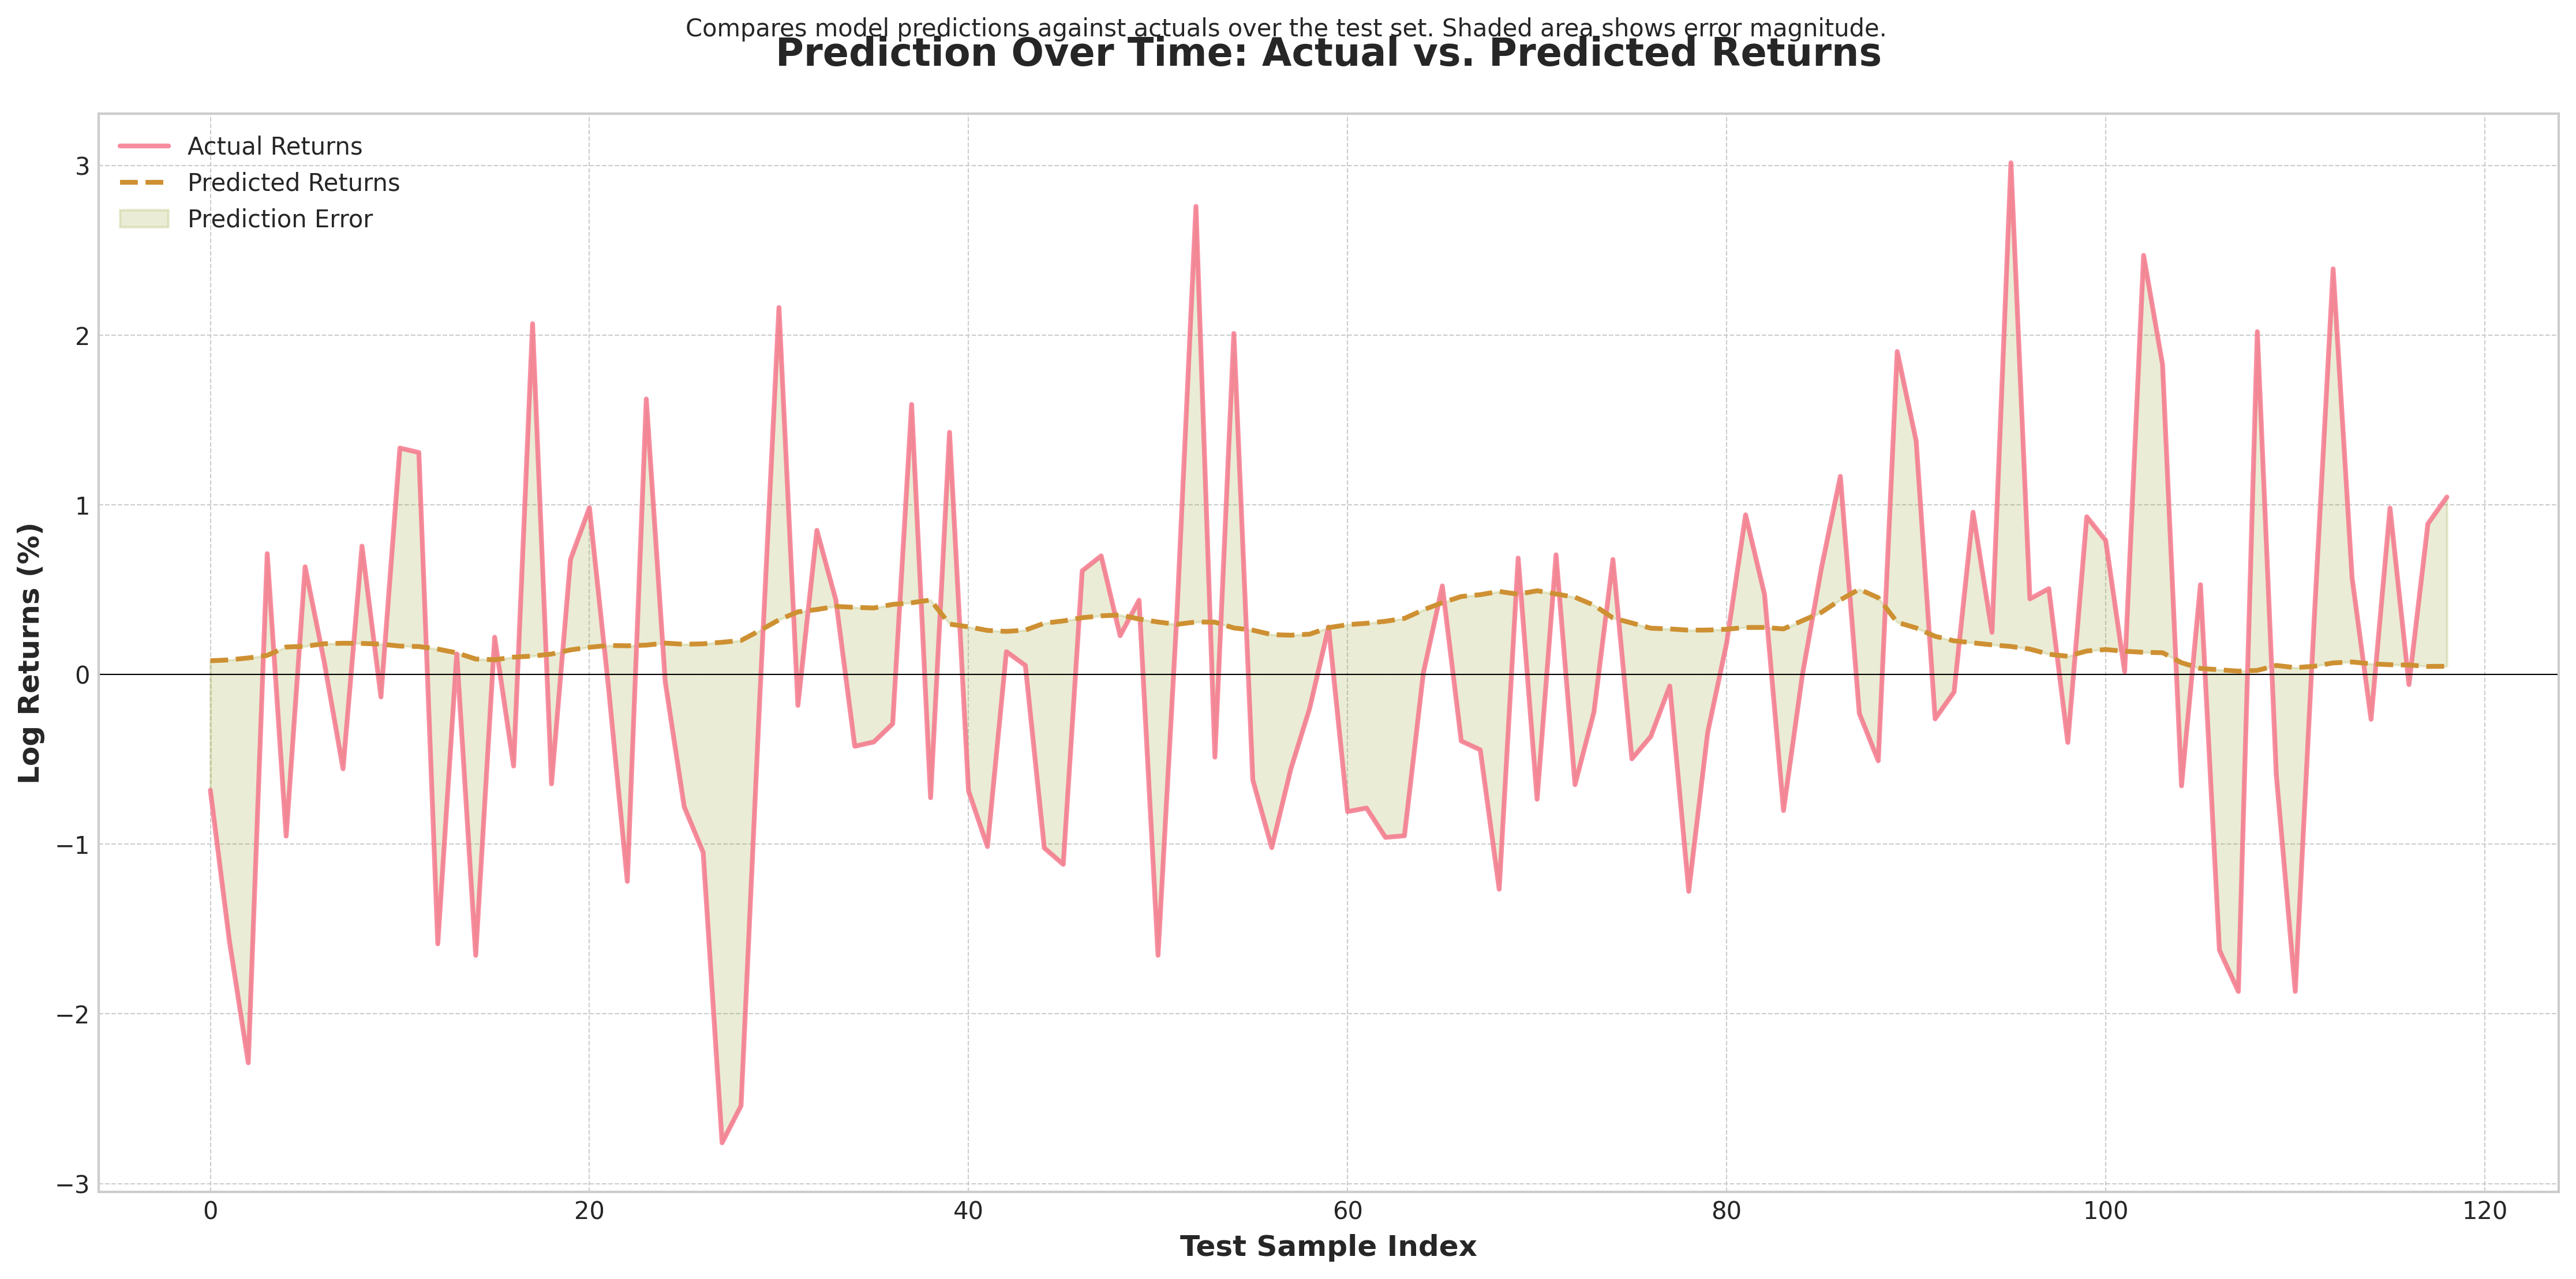 Compares model predictions against actuals over the test set. Shaded area shows error magnitude.
Prediction Over Time: Actual vs. Predicted Returns
Actual Returns
Predicted Returns
Prediction Error
3
2
1
0
−1
−2
−3
Log Returns (%)
0 20 40 60 80 100 120
Test Sample Index